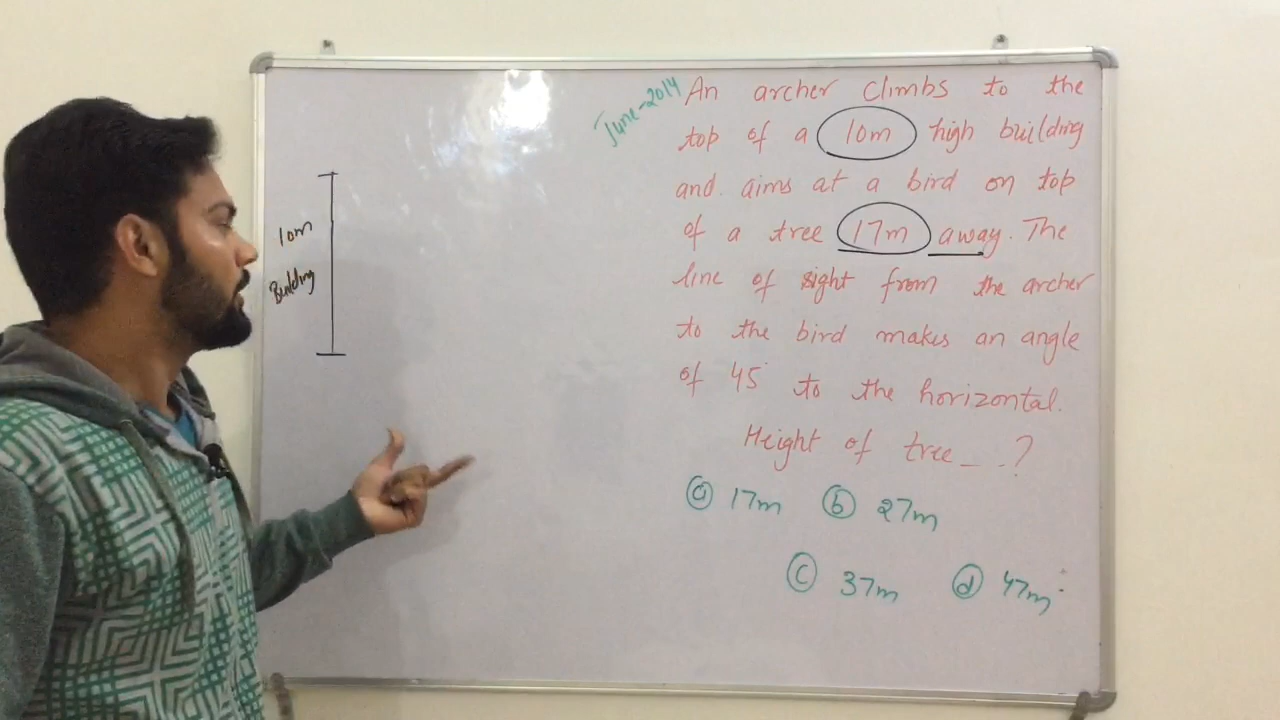 June-2014
An archer climbs to the
top of a 10m high building
and. aims at a bird on top
of a tree 17m away. The
line of sight from the archer
to the bird makes an angle
of 45° to the horizontal.
Height of tree _ . . ?
(a) 17m (b) 27m
(c) 37m (d) 47m
10m
Building